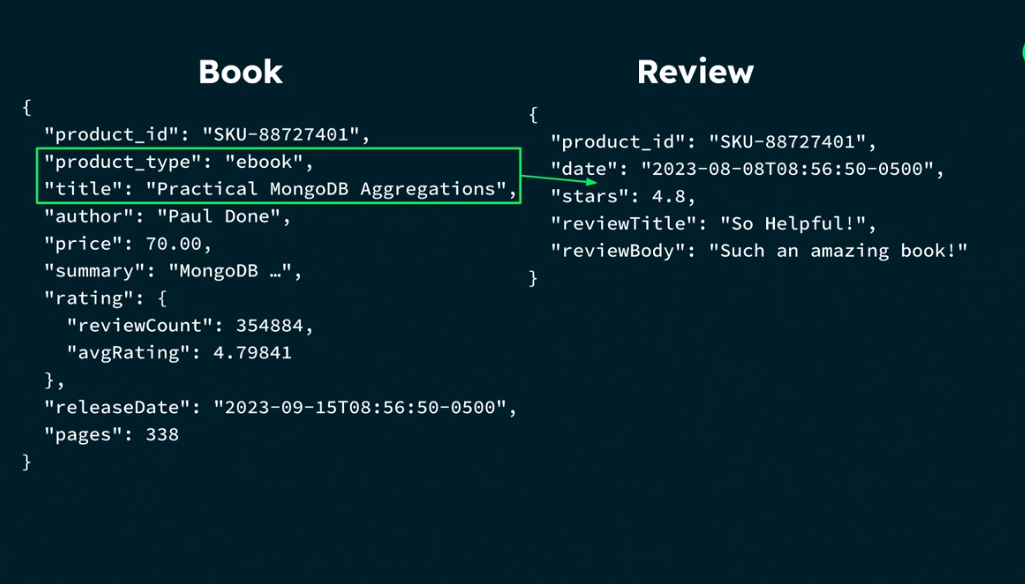 Book
{
  "product_id": "SKU-88727401",
  "product_type": "ebook",
  "title": "Practical MongoDB Aggregations",
  "author": "Paul Done",
  "price": 70.00,
  "summary": "MongoDB …",
  "rating": {
    "reviewCount": 354884,
    "avgRating": 4.79841
  },
  "releaseDate": "2023-09-15T08:56:50-0500",
  "pages": 338
}
Review
{
  "product_id": "SKU-88727401",
  "date": "2023-08-08T08:56:50-0500",
  "stars": 4.8,
  "reviewTitle": "So Helpful!",
  "reviewBody": "Such an amazing book!"
}